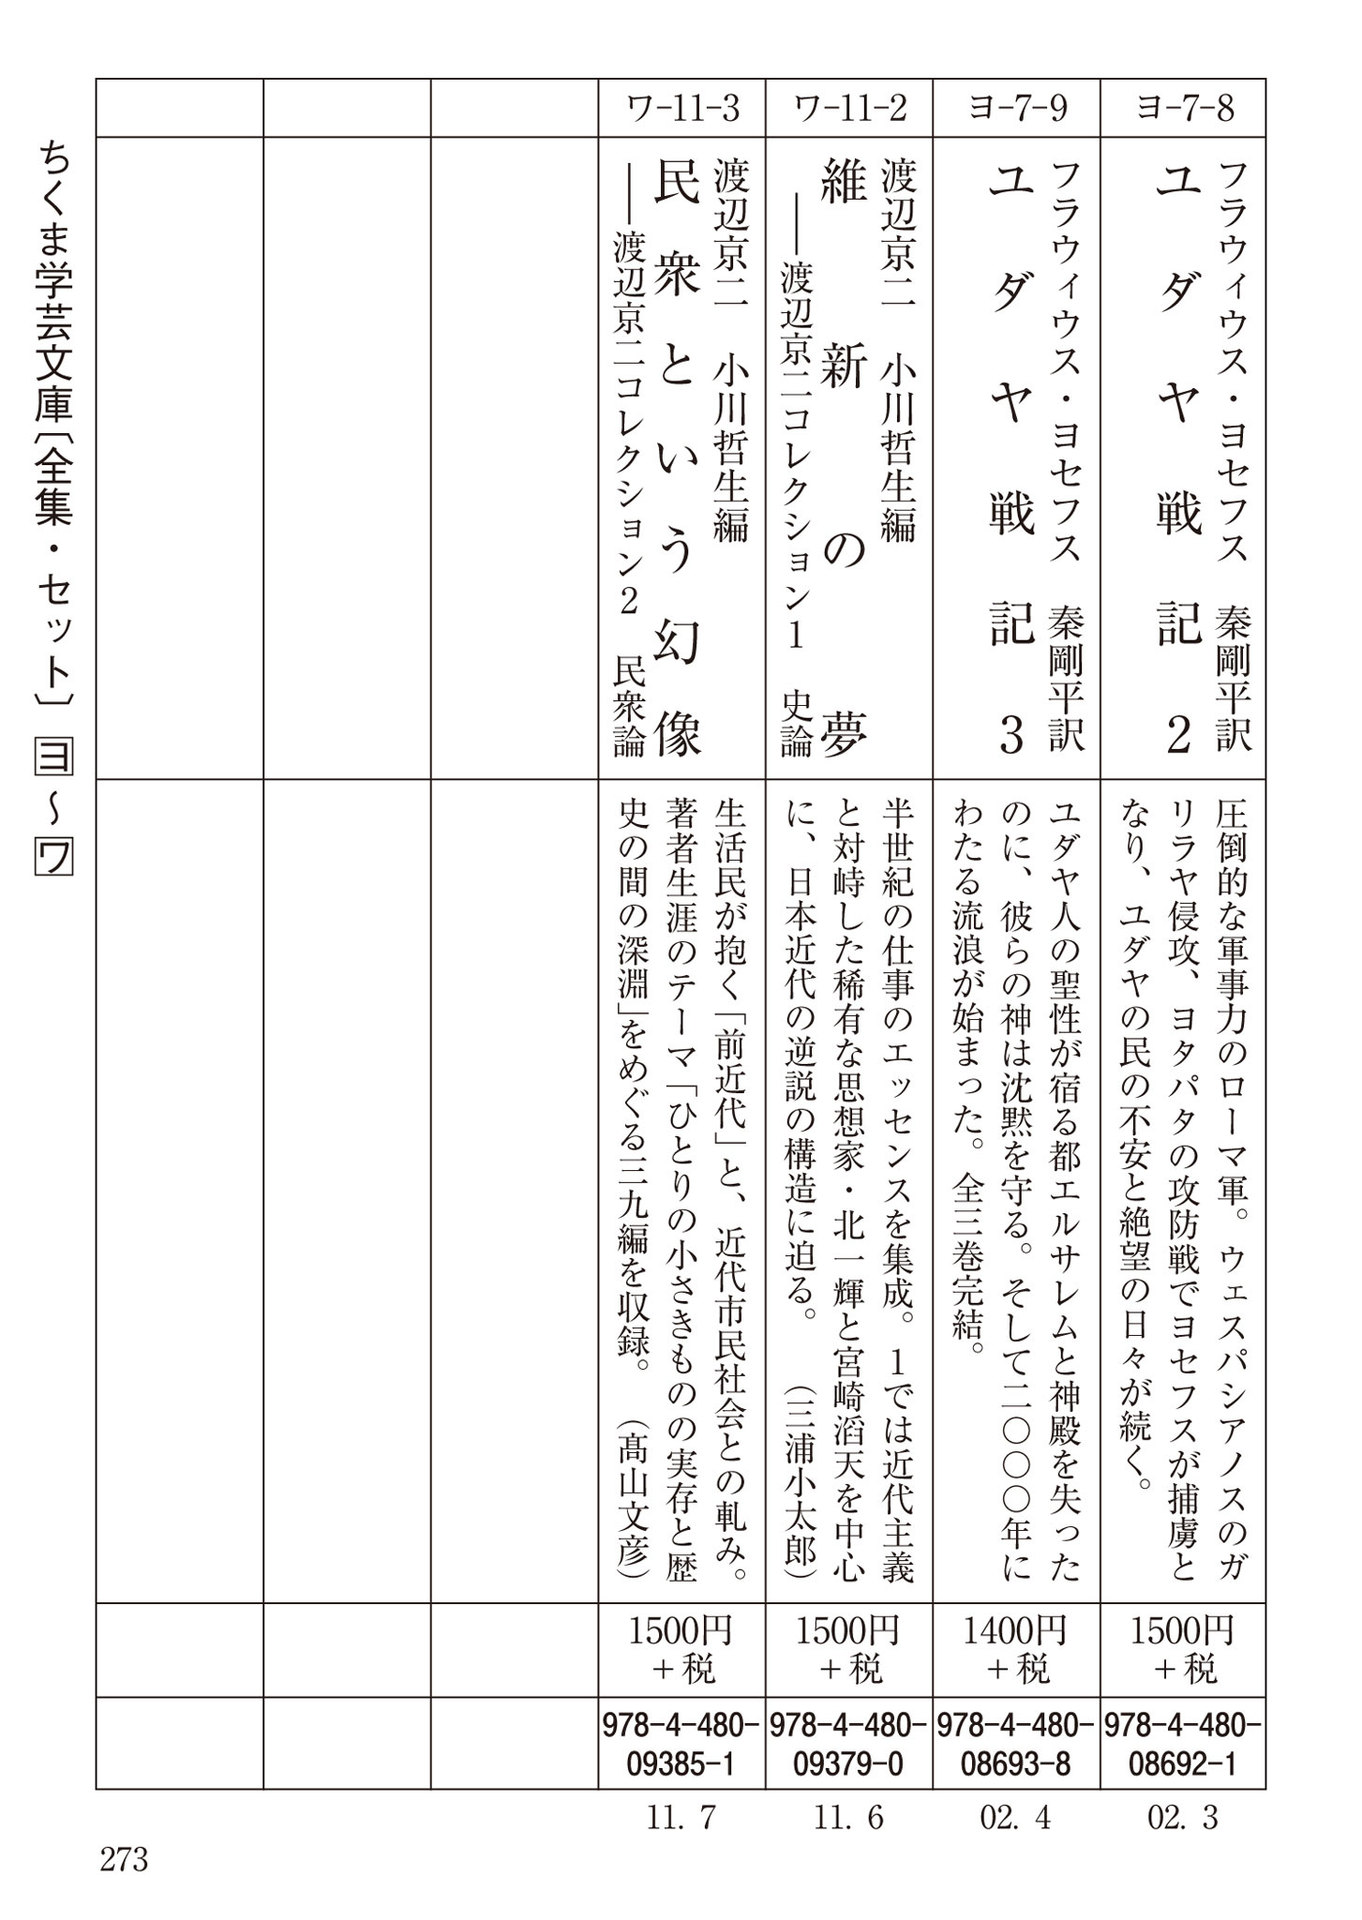 ヨ-7-8
フラウィウス・ヨセフス　秦剛平訳
ユダヤ戦記 2
圧倒的な軍事力のローマ軍。ウェスパシアノスのガ
リラヤ侵攻、ヨタパタの攻防戦でヨセフスが捕虜と
なり、ユダヤの民の不安と絶望の日々が続く。
1500円
+税
978-4-480-
08692-1
02. 3
ヨ-7-9
フラウィウス・ヨセフス　秦剛平訳
ユダヤ戦記 3
ユダヤ人の聖性が宿る都エルサレムと神殿を失った
のに、彼らの神は沈黙を守る。そして二〇〇〇年に
わたる流浪が始まった。全三巻完結。
1400円
+税
978-4-480-
08693-8
02. 4
ワ-11-2
渡辺京二　小川哲生編
維新の夢
——渡辺京二コレクション1　史論
半世紀の仕事のエッセンスを集成。1では近代主義
と対峙した稀有な思想家・北一輝と宮崎滔天を中心
に、日本近代の逆説の構造に迫る。　（三浦小太郎）
1500円
+税
978-4-480-
09379-0
11. 6
ワ-11-3
渡辺京二　小川哲生編
民衆という幻像
——渡辺京二コレクション2　民衆論
生活民が抱く「前近代」と、近代市民社会との軋み。
著者生涯のテーマ「ひとりの小さきものの実存と歴
史の間の深淵」をめぐる三九編を収録。　（髙山文彦）
1500円
+税
978-4-480-
09385-1
11. 7
ちくま学芸文庫〔全集・セット〕 ヨ〜ワ
273